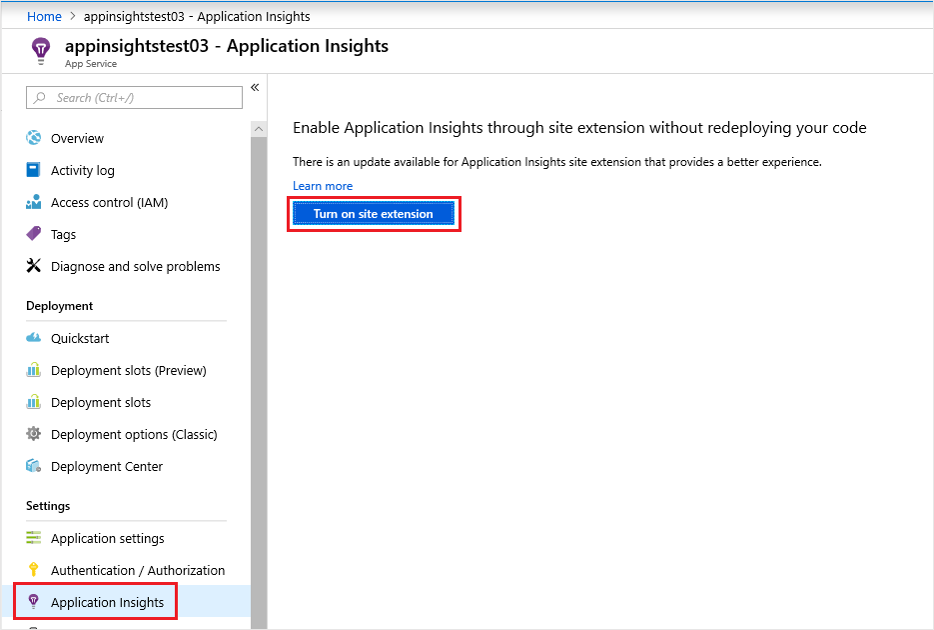 Home > appinsightstest03 - Application Insights
appinsightstest03 - Application Insights
App Service
Search (Ctrl+/)
«
Overview
Activity log
Access control (IAM)
Tags
Diagnose and solve problems
Deployment
Quickstart
Deployment slots (Preview)
Deployment slots
Deployment options (Classic)
Deployment Center
Settings
Application settings
Authentication / Authorization
Application Insights
Enable Application Insights through site extension without redeploying your code
There is an update available for Application Insights site extension that provides a better experience.
Learn more
Turn on site extension